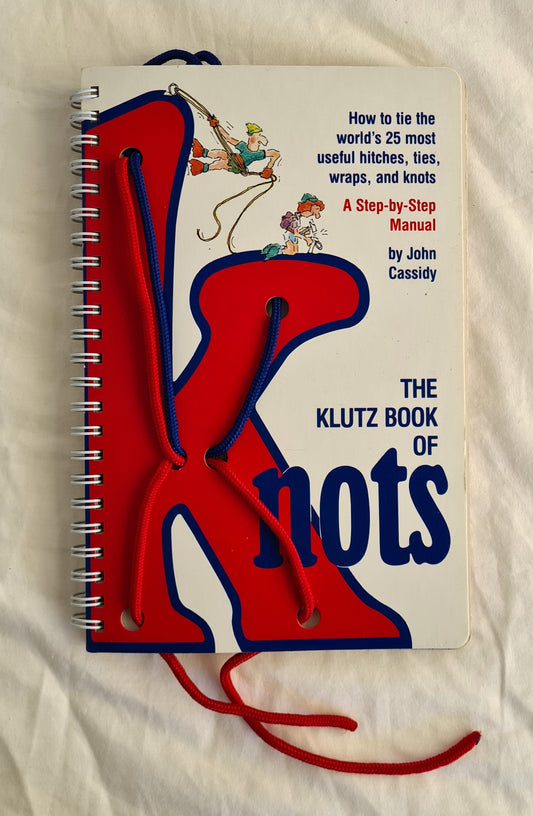 How to tie the
world's 25 most
useful hitches, ties,
wraps, and knots
A Step-by-Step
Manual
by John
Cassidy
THE
KLUTZ BOOK
OF
Knots